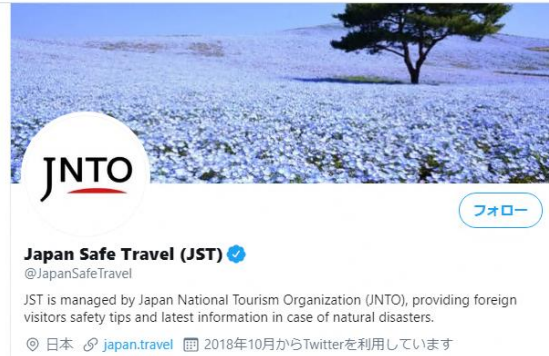 JNTO
フォロー
Japan Safe Travel (JST)
@JapanSafeTravel
JST is managed by Japan National Tourism Organization (JNTO), providing foreign
visitors safety tips and latest information in case of natural disasters.
日本 japan.travel 2018年10月からTwitterを利用しています